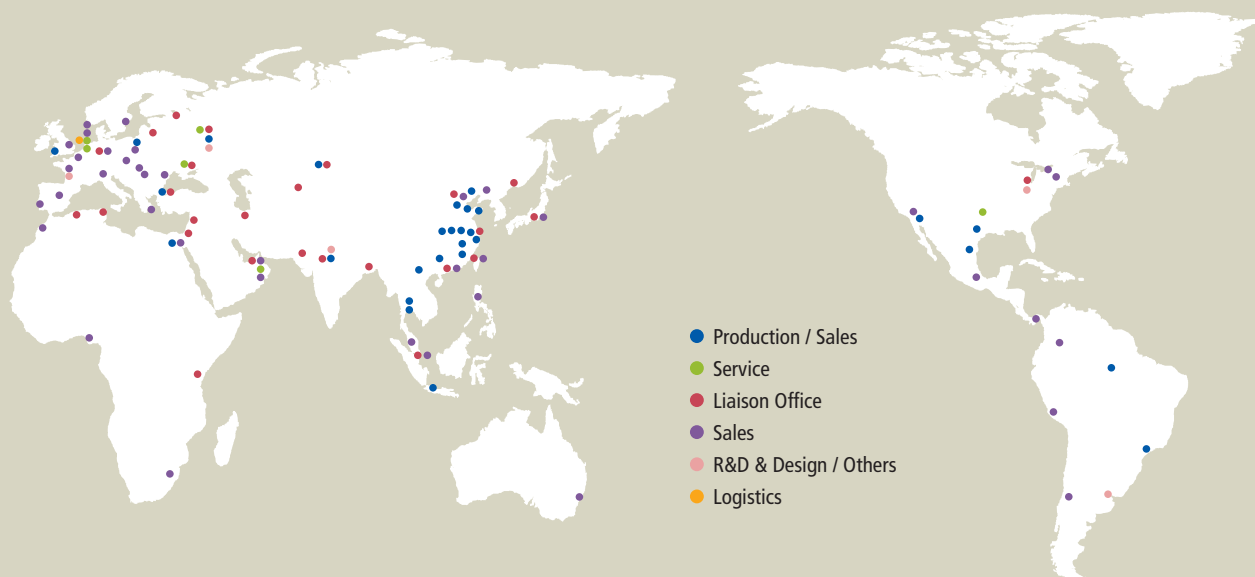 Production / Sales
Service
Liaison Office
Sales
R&D & Design / Others
Logistics